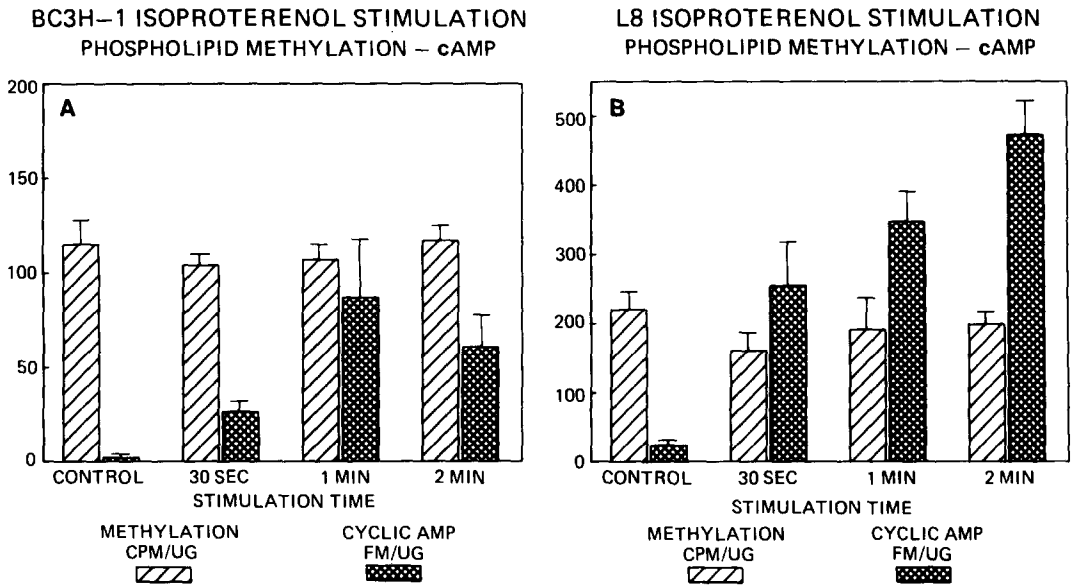 BC3H–1 ISOPROTERENOL STIMULATION
PHOSPHOLIPID METHYLATION – cAMP
A
200
150
100
50
0
CONTROL 30 SEC 1 MIN 2 MIN
STIMULATION TIME
METHYLATION CPM/UG
CYCLIC AMP FM/UG
L8 ISOPROTERENOL STIMULATION
PHOSPHOLIPID METHYLATION – cAMP
B
500
400
300
200
100
0
CONTROL 30 SEC 1 MIN 2 MIN
STIMULATION TIME
METHYLATION CPM/UG
CYCLIC AMP FM/UG